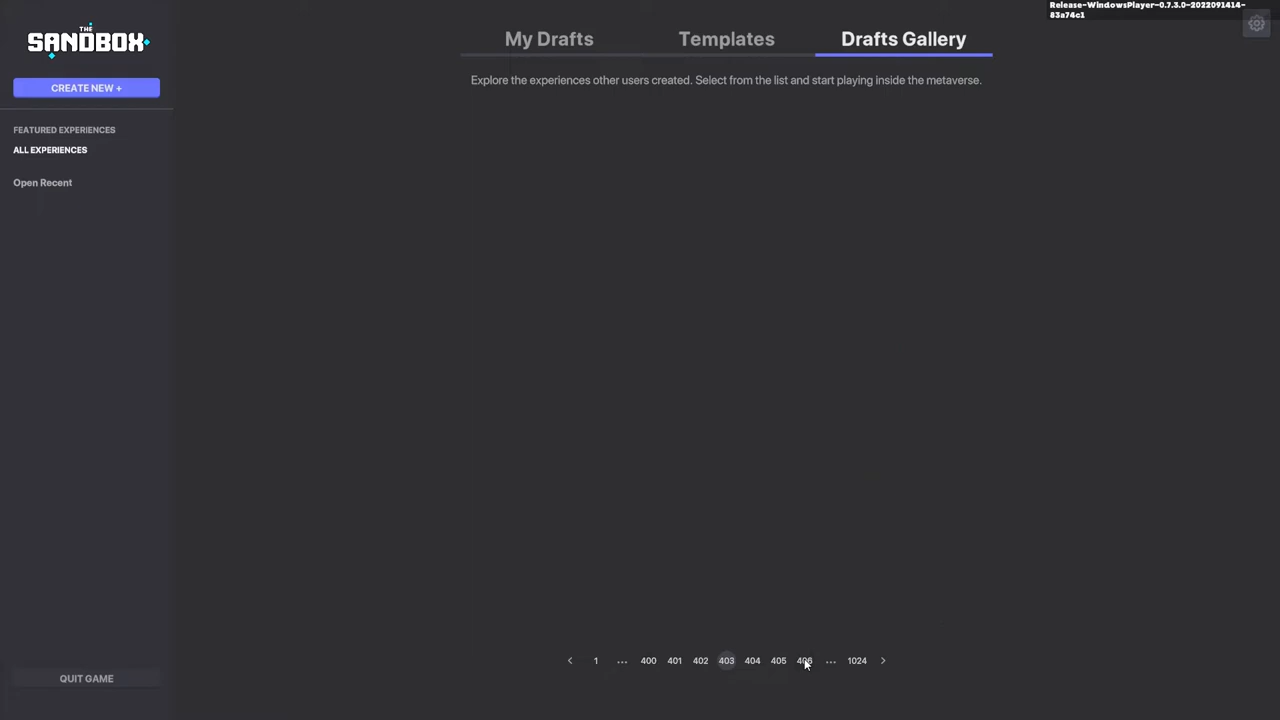 Release-WindowsPlayer-0.7.3.0-2022091414-
83a74c1
THE
SANDBOX
My Drafts
Templates
Drafts Gallery
CREATE NEW +
Explore the experiences other users created. Select from the list and start playing inside the metaverse.
FEATURED EXPERIENCES
ALL EXPERIENCES
Open Recent
< 1 ... 400 401 402 403 404 405 406 ... 1024 >
QUIT GAME